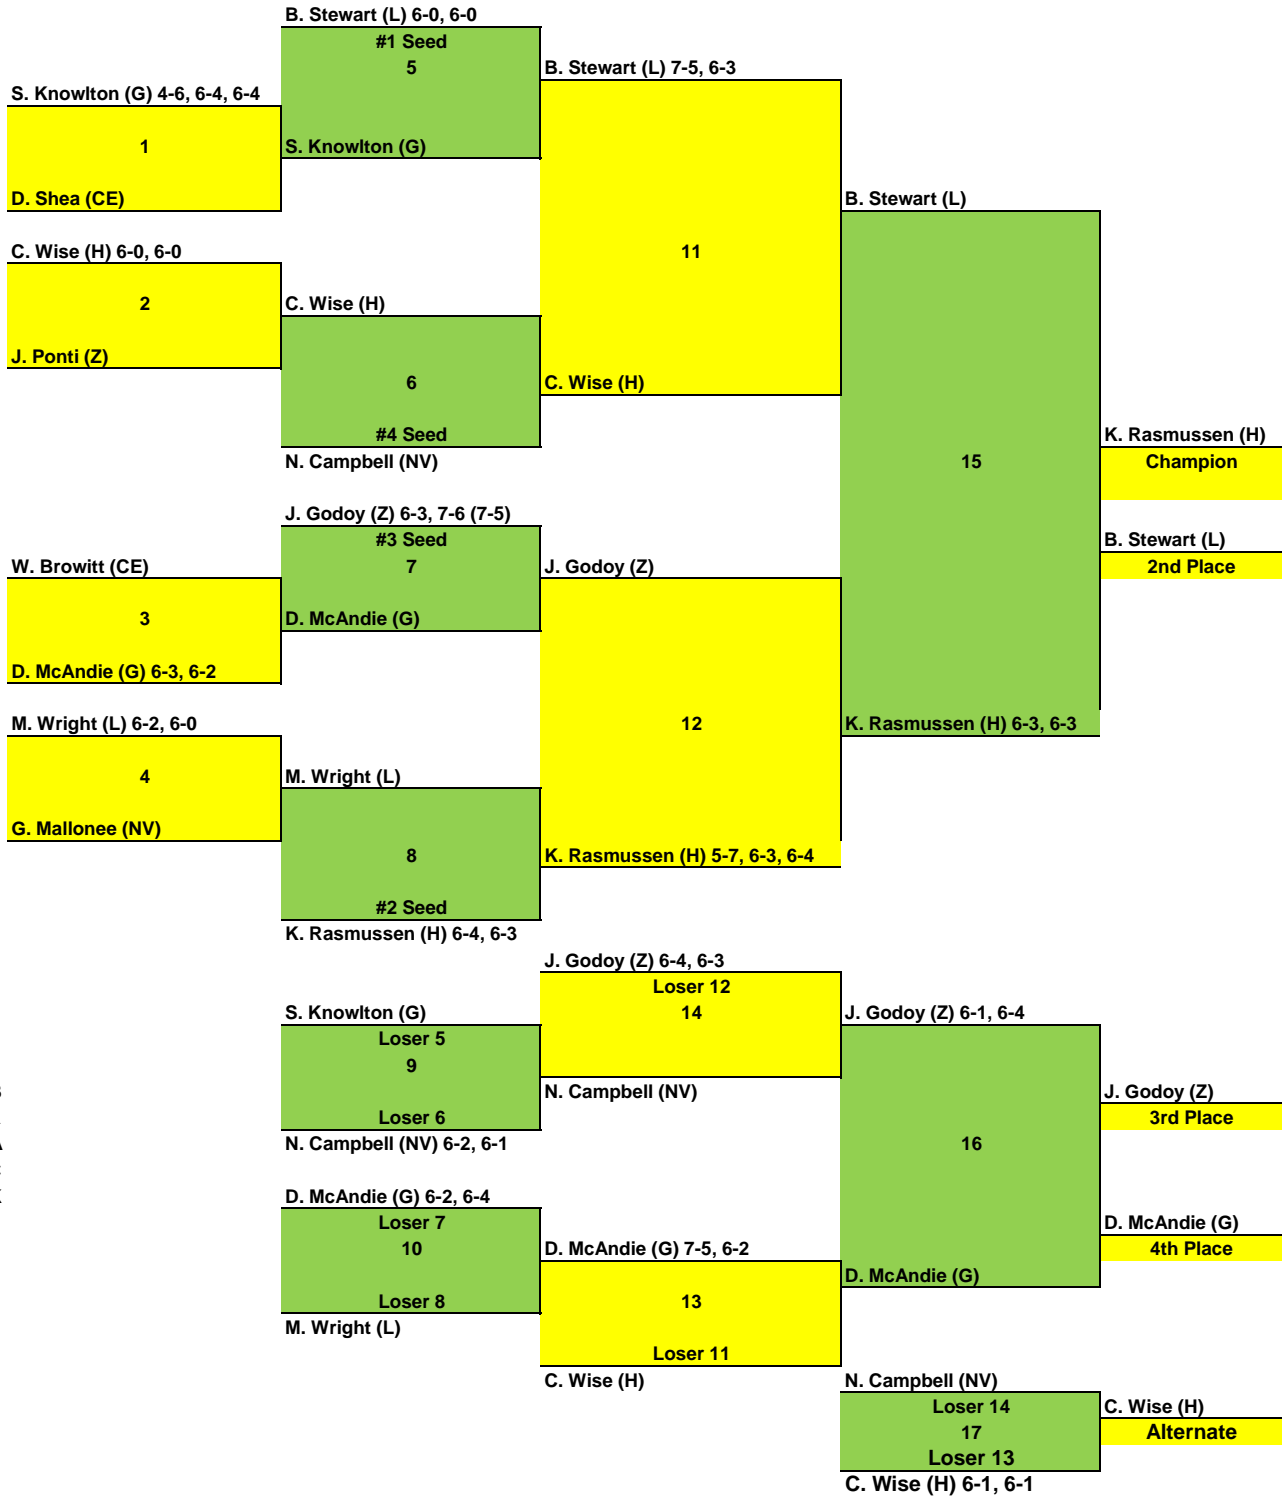 B. Stewart (L) 6-0, 6-0
#1 Seed
5
B. Stewart (L) 7-5, 6-3
S. Knowlton (G) 4-6, 6-4, 6-4
1
S. Knowlton (G)
D. Shea (CE)
B. Stewart (L)
C. Wise (H) 6-0, 6-0
11
2
C. Wise (H)
J. Ponti (Z)
6
C. Wise (H)
#4 Seed
K. Rasmussen (H)
N. Campbell (NV)
15
Champion
J. Godoy (Z) 6-3, 7-6 (7-5)
#3 Seed
B. Stewart (L)
W. Browitt (CE)
7
J. Godoy (Z)
2nd Place
3
D. McAndie (G)
D. McAndie (G) 6-3, 6-2
M. Wright (L) 6-2, 6-0
12
K. Rasmussen (H) 6-3, 6-3
4
M. Wright (L)
G. Mallonee (NV)
8
K. Rasmussen (H) 5-7, 6-3, 6-4
#2 Seed
K. Rasmussen (H) 6-4, 6-3
J. Godoy (Z) 6-4, 6-3
Loser 12
S. Knowlton (G)
14
J. Godoy (Z) 6-1, 6-4
Loser 5
9
N. Campbell (NV)
J. Godoy (Z)
Loser 6
3rd Place
N. Campbell (NV) 6-2, 6-1
16
D. McAndie (G) 6-2, 6-4
Loser 7
D. McAndie (G)
10
D. McAndie (G) 7-5, 6-2
4th Place
D. McAndie (G)
Loser 8
13
M. Wright (L)
Loser 11
C. Wise (H)
N. Campbell (NV)
Loser 14
C. Wise (H)
17
Alternate
Loser 13
C. Wise (H) 6-1, 6-1